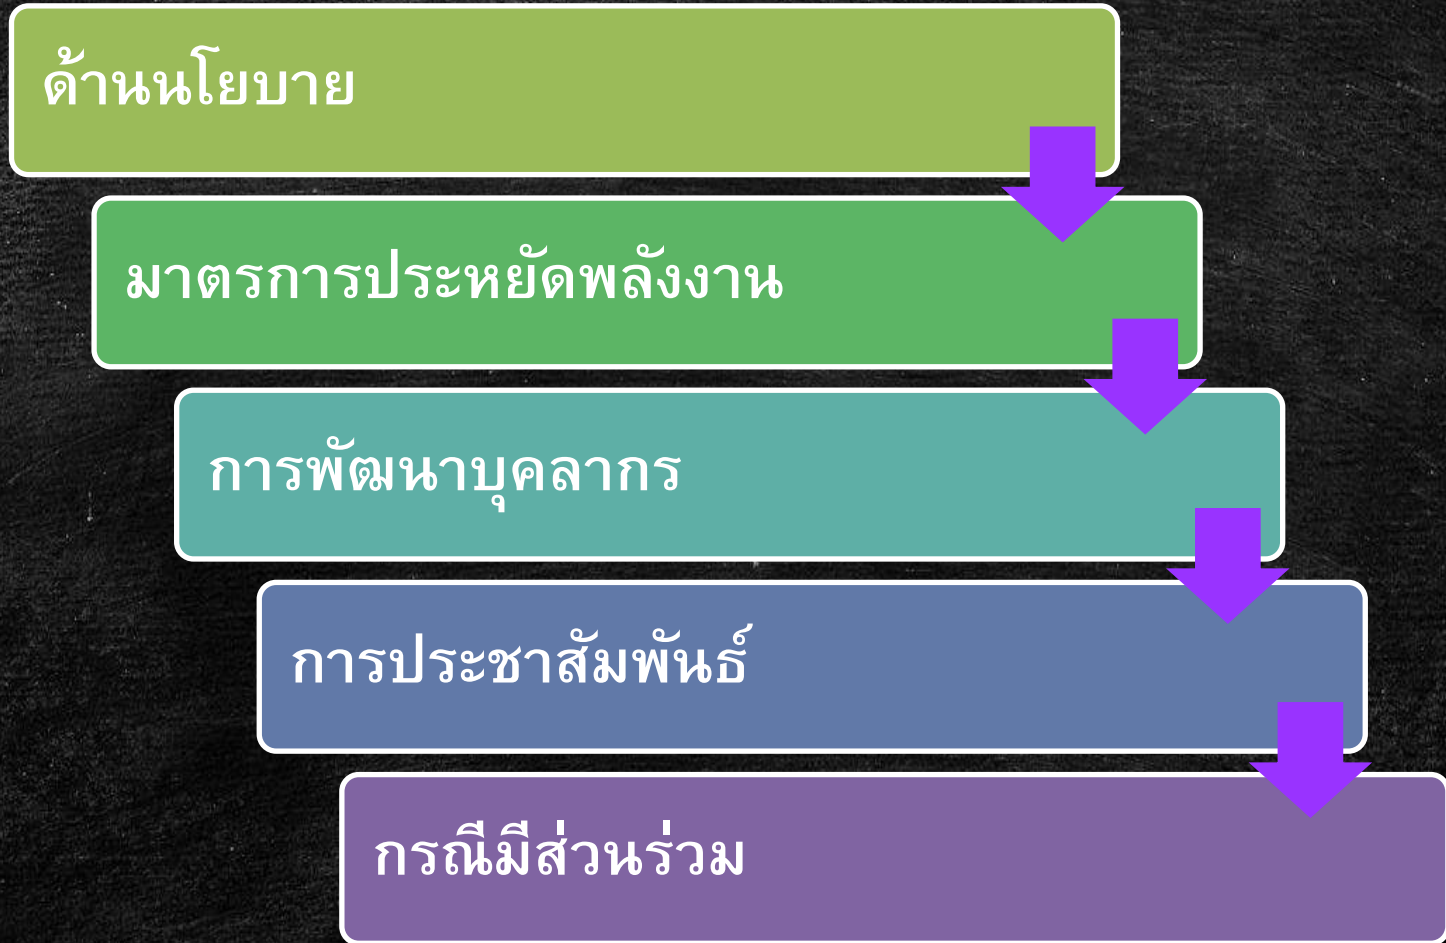 ด้านนโยบาย
มาตรการประหยัดพลังงาน
การพัฒนาบุคลากร
การประชาสัมพันธ์
กรณีมีส่วนร่วม